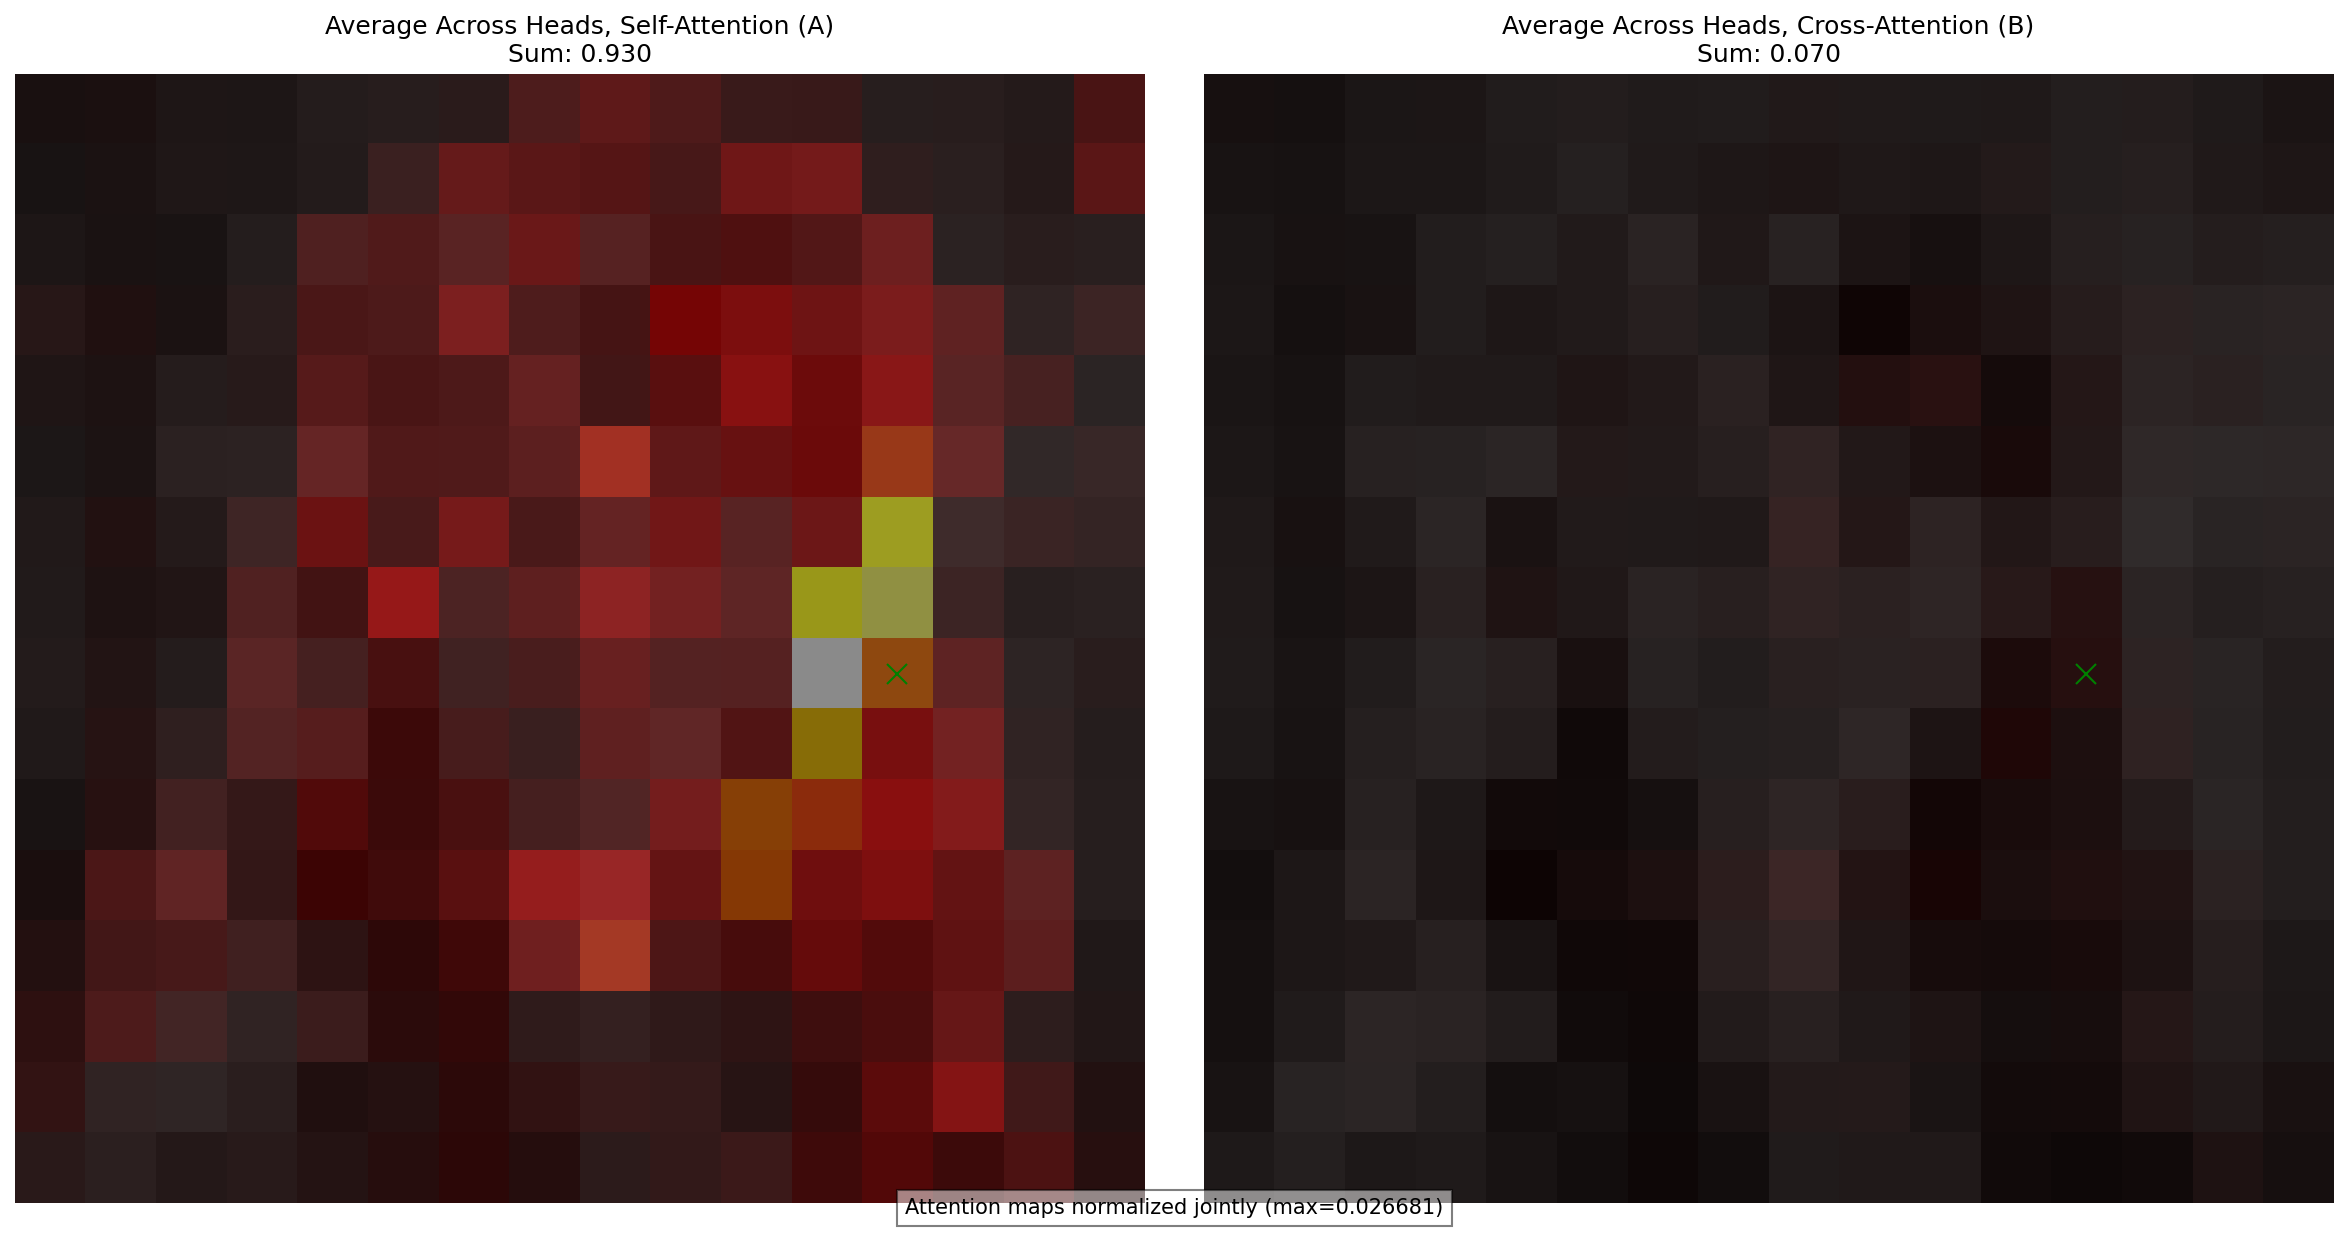 Average Across Heads, Self-Attention (A)
Sum: 0.930
Average Across Heads, Cross-Attention (B)
Sum: 0.070
Attention maps normalized jointly (max=0.026681)